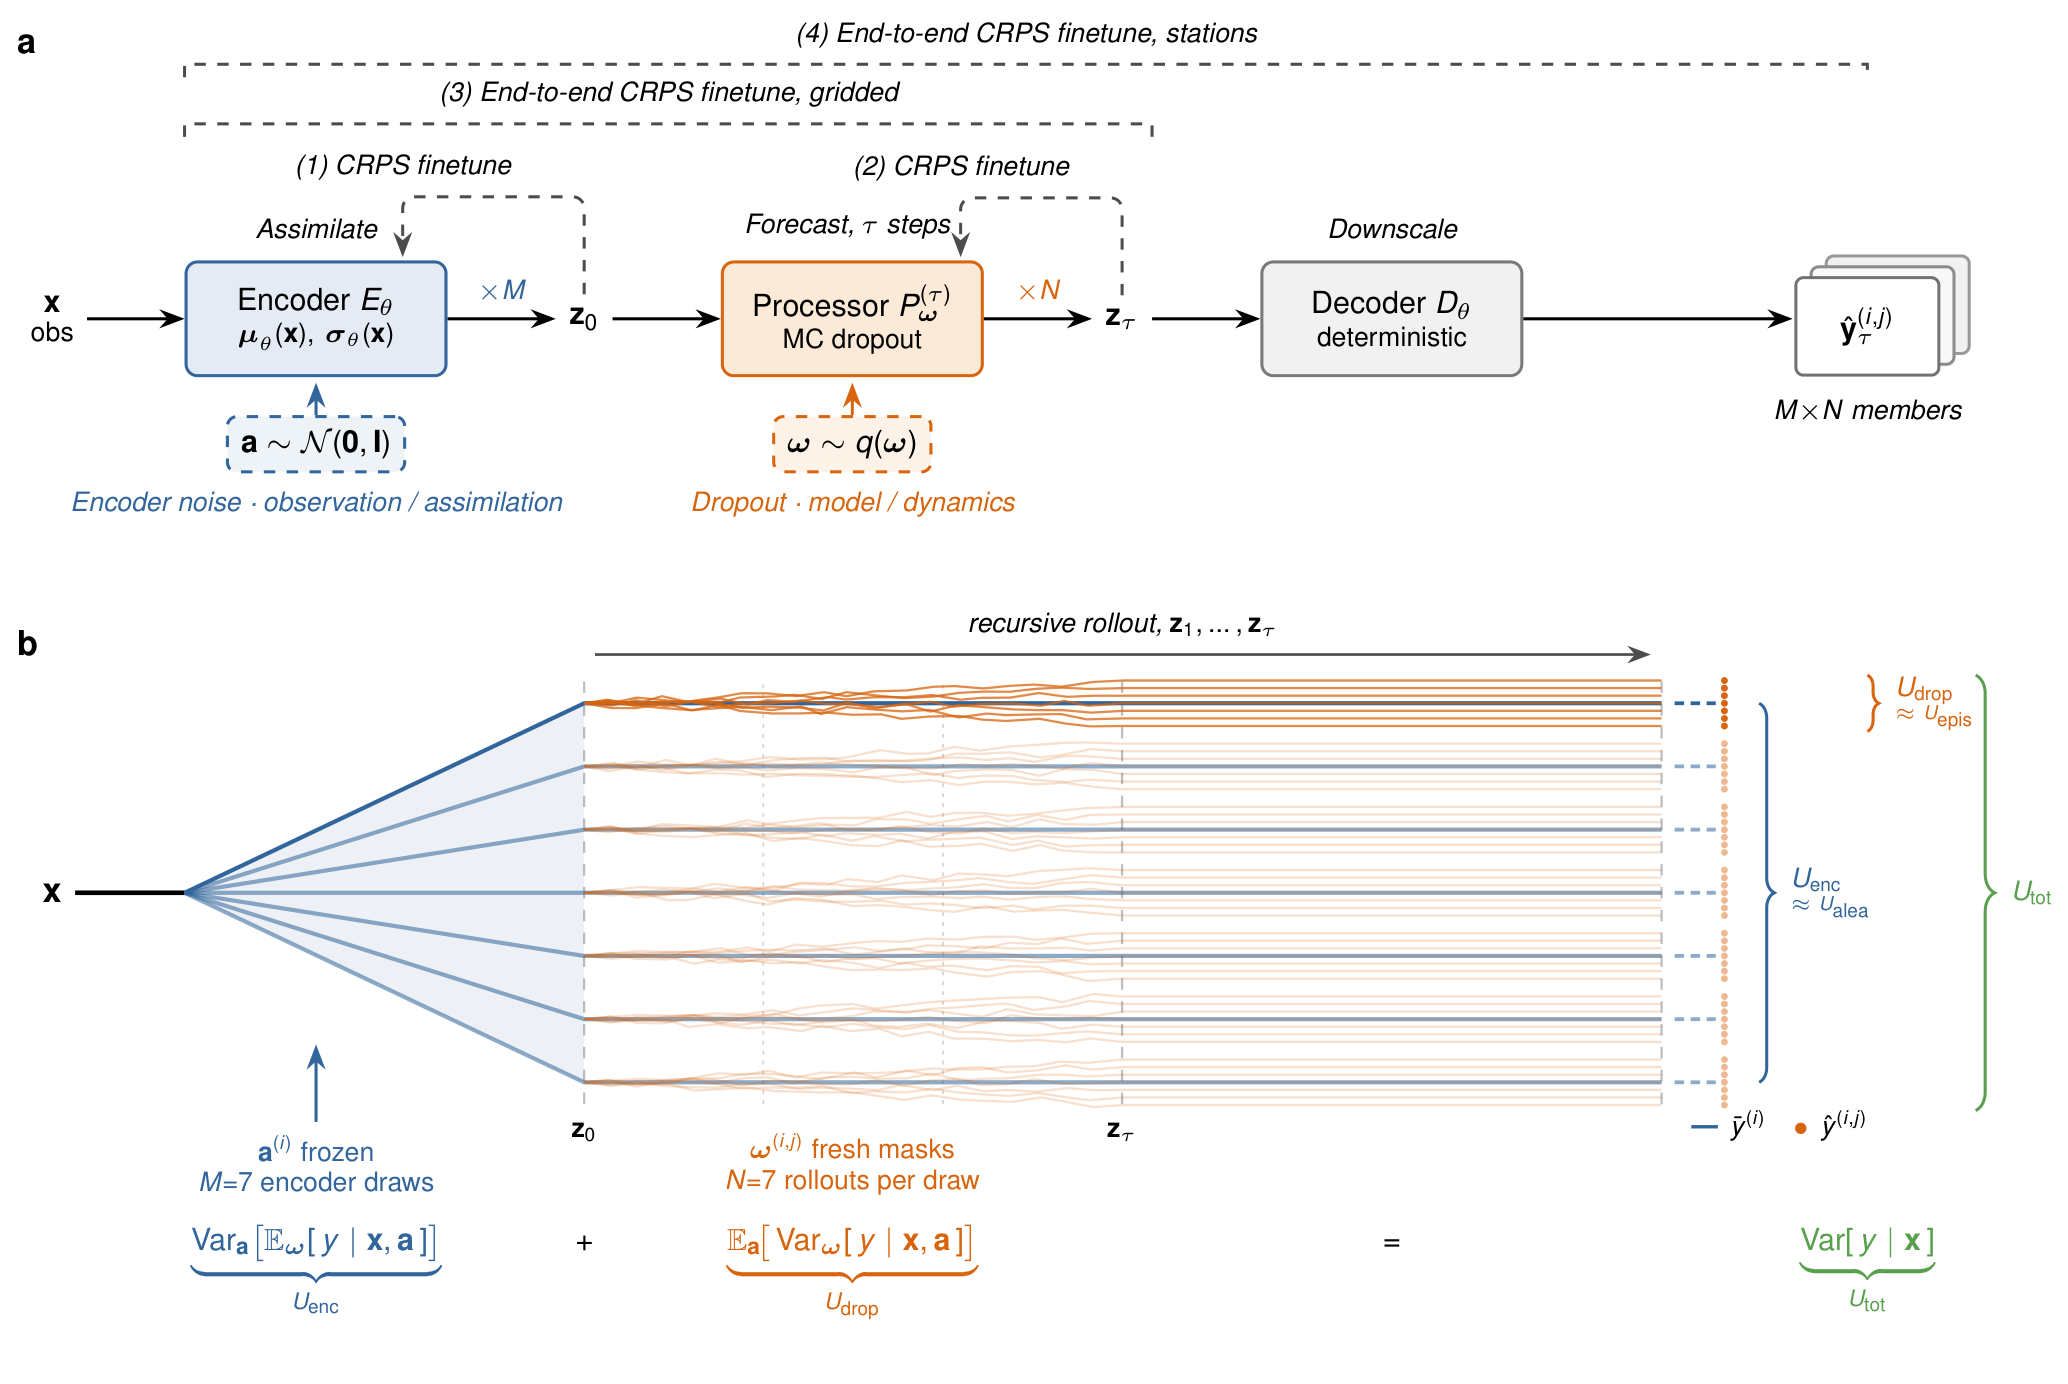 a
(4) End-to-end CRPS finetune, stations
(3) End-to-end CRPS finetune, gridded
(1) CRPS finetune
(2) CRPS finetune
Assimilate
Forecast, τ steps
Downscale
x
obs
Encoder E_θ
μ_θ(x), σ_θ(x)
×M
z_0
Processor P_ω^(τ)
MC dropout
×N
z_τ
Decoder D_θ
deterministic
ŷ_τ^(i,j)
M×N members
a ∼ 𝒩(0, I)
ω ∼ q(ω)
Encoder noise · observation / assimilation
Dropout · model / dynamics
b
recursive rollout, z_1, ... , z_τ
U_drop
≈ U_epis
x
U_enc
≈ U_alea
U_tot
z_0
z_τ
ȳ^(i)
ŷ^(i,j)
a^(i) frozen
M=7 encoder draws
ω^(i,j) fresh masks
N=7 rollouts per draw
Var_a[𝔼_ω[y | x, a]] + 𝔼_a[Var_ω[y | x, a]] = Var[y | x]
U_enc
U_drop
U_tot